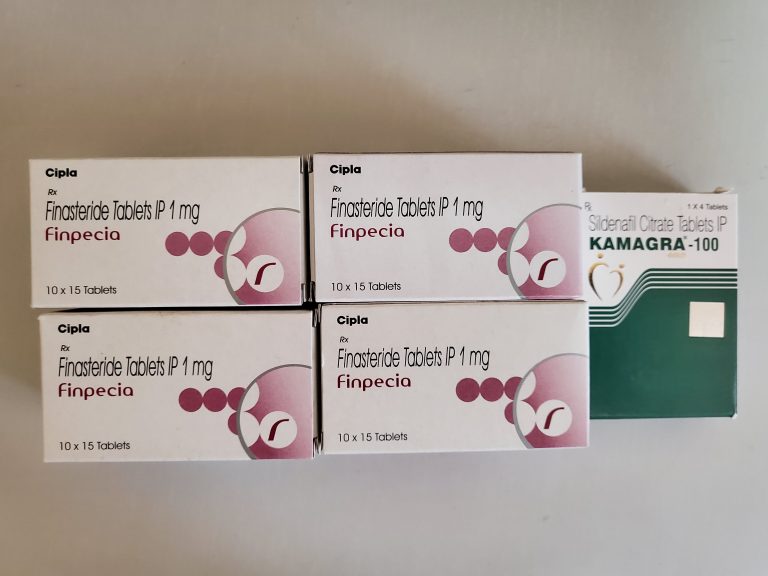 Cipla
Rx
Finasteride Tablets IP 1 mg
Finpecia
10 x 15 Tablets
Cipla
Rx
Finasteride Tablets IP 1 mg
Finpecia
10 x 15 Tablets
Rx 1 X 4 Tablets
Sildenafil Citrate Tablets IP
KAMAGRA®-100
Cipla
Rx
Finasteride Tablets IP 1 mg
Finpecia
10 x 15 Tablets
Cipla
Rx
Finasteride Tablets IP 1 mg
Finpecia
10 x 15 Tablets